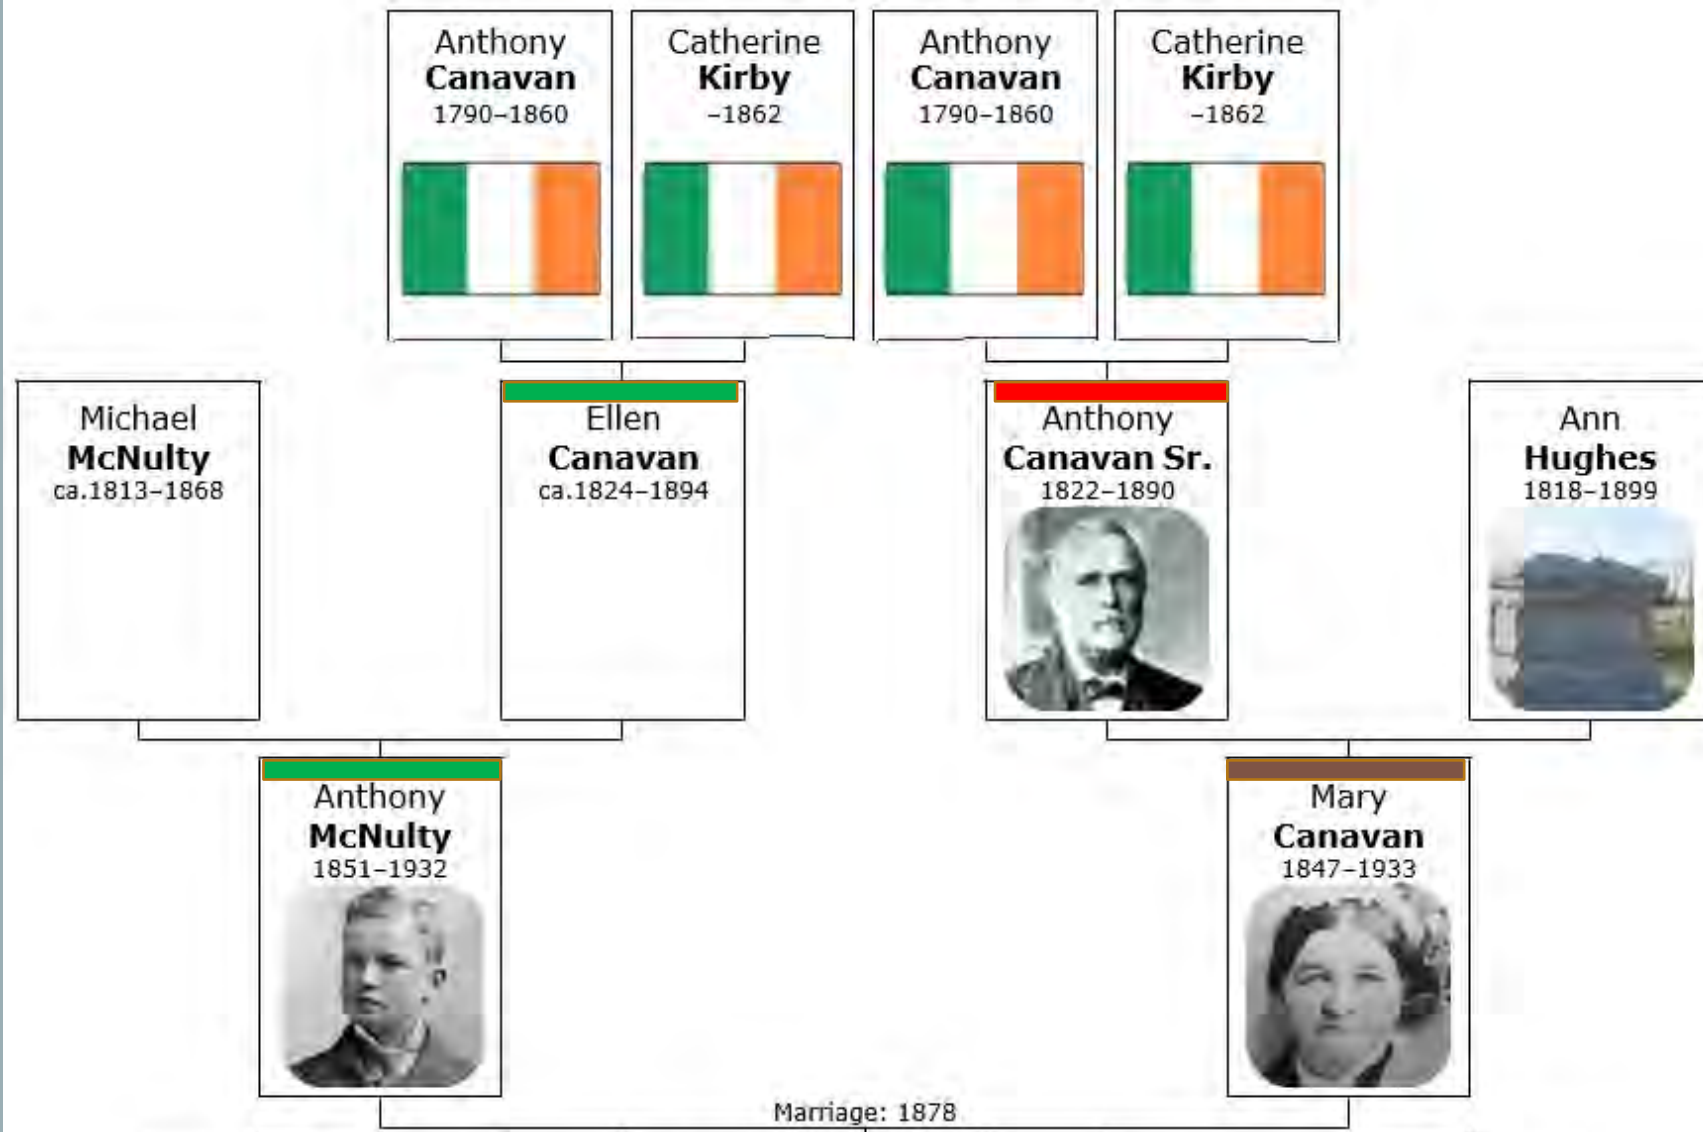 Anthony
Canavan
1790–1860
Catherine
Kirby
–1862
Anthony
Canavan
1790–1860
Catherine
Kirby
–1862
Michael
McNulty
ca.1813–1868
Ellen
Canavan
ca.1824–1894
Anthony
Canavan Sr.
1822–1890
Ann
Hughes
1818–1899
Anthony
McNulty
1851–1932
Mary
Canavan
1847–1933
Marriage: 1878